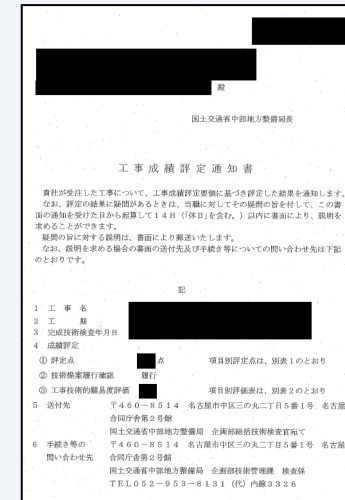 殿
国土交通省中部地方整備局長
工事成績評定通知書
貴社が受注した工事について、工事成績評定要領に基づき評定した結果を通知します。
なお、評定の結果に疑問があるときは、当職に対してその疑問の旨を付して、この書
面の通知を受けた日から起算して14日(「休日」を含む。)以内に書面により、説明を
求めることができます。
疑問の旨に対する説明は、書面により郵送いたします。
なお、説明を求める場合の書面の送付先及び手続き等についての問い合わせ先は下記
のとおりです。
記
1 工事名
2 工期
3 完成技術検査年月日
4 成績評定
① 評定点 点 項目別評定点は、別表1のとおり
② 技術提案履行確認 履行
③ 工事技術的難易度評価 項目別評価表は、別表2のとおり
5 送付先 〒460-8514 名古屋市中区三の丸二丁目5番1号 名古屋
合同庁舎第2号館
国土交通省中部地方整備局 企画部総括技術検査官宛て
6 手続き等の 〒460-8514 名古屋市中区三の丸二丁目5番1号 名古屋
問い合わせ先 合同庁舎第2号館
国土交通省中部地方整備局 企画部技術管理課 検査係
TEL052-953-8131(代)内線3326